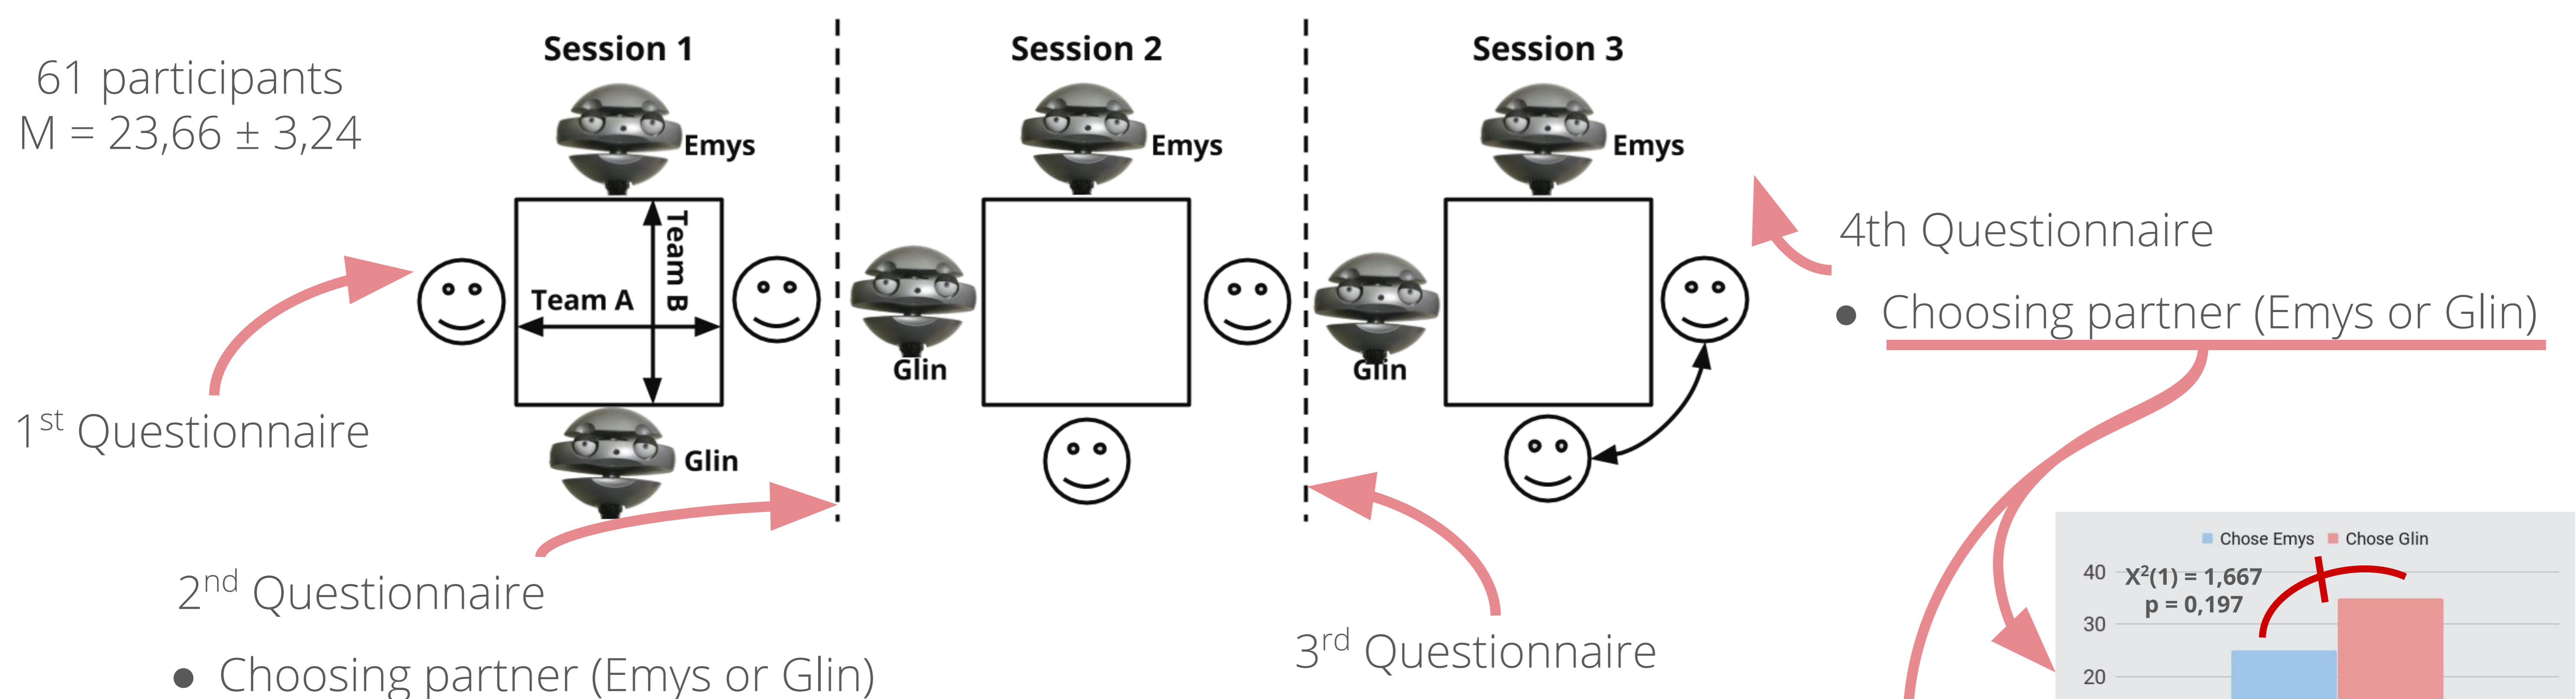 61 participants
M = 23,66 ± 3,24
Session 1
Emys
Team A
Team B
Glin
Session 2
Emys
Glin
Session 3
Emys
Glin
1st Questionnaire
2nd Questionnaire
● Choosing partner (Emys or Glin)
3rd Questionnaire
4th Questionnaire
● Choosing partner (Emys or Glin)
Chose Emys Chose Glin
40
X²(1) = 1,667
p = 0,197
30
20